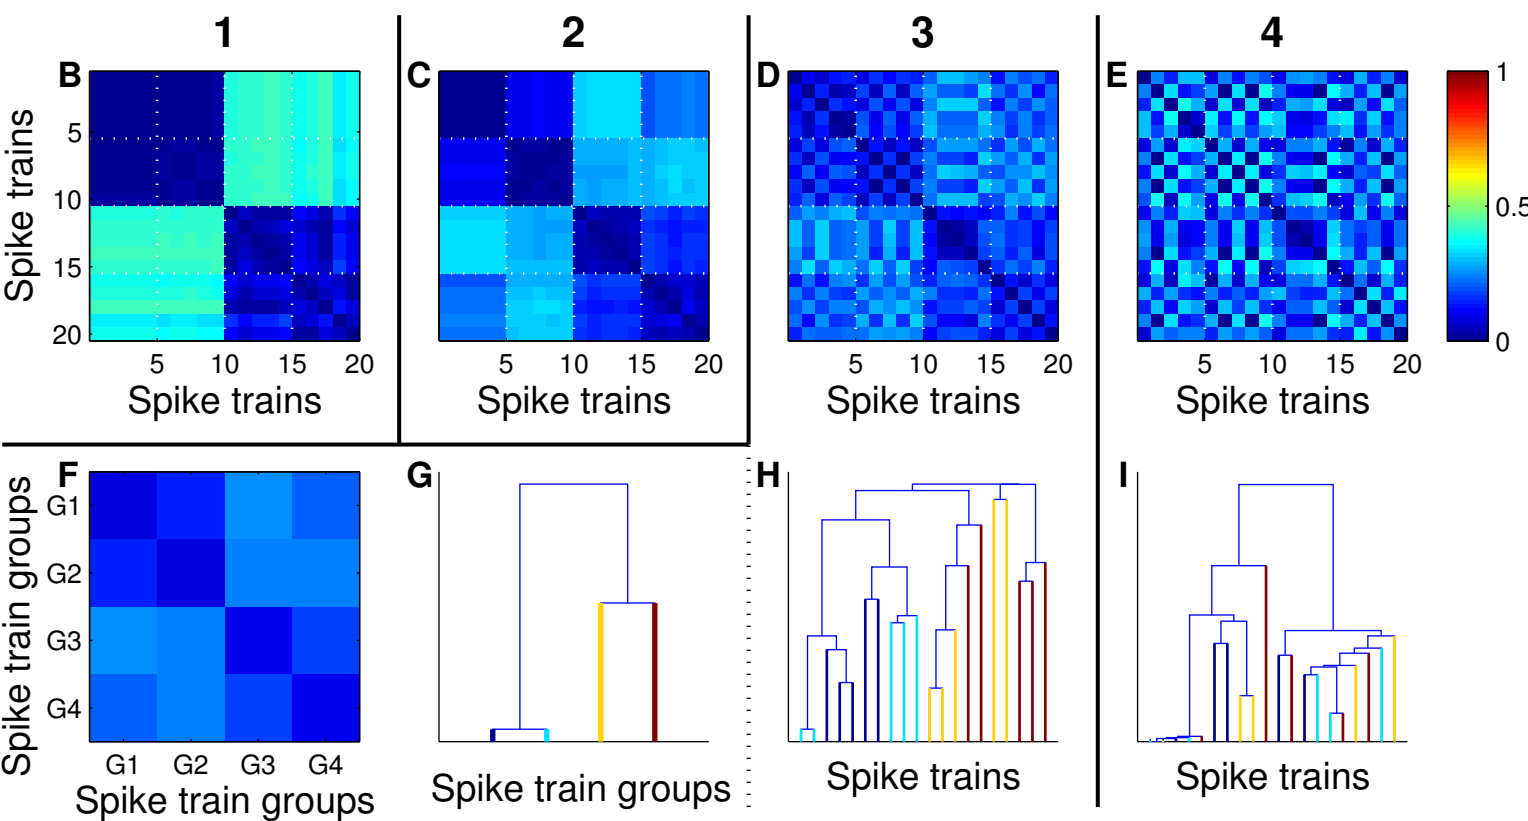 1 2 3 4
B C D E
Spike trains
5
10
15
20
5 10 15 20
Spike trains
5 10 15 20
Spike trains
5 10 15 20
Spike trains
5 10 15 20
Spike trains
1
0.5
0
F G H I
Spike train groups
G1
G2
G3
G4
G1 G2 G3 G4
Spike train groups
Spike train groups
Spike trains
Spike trains